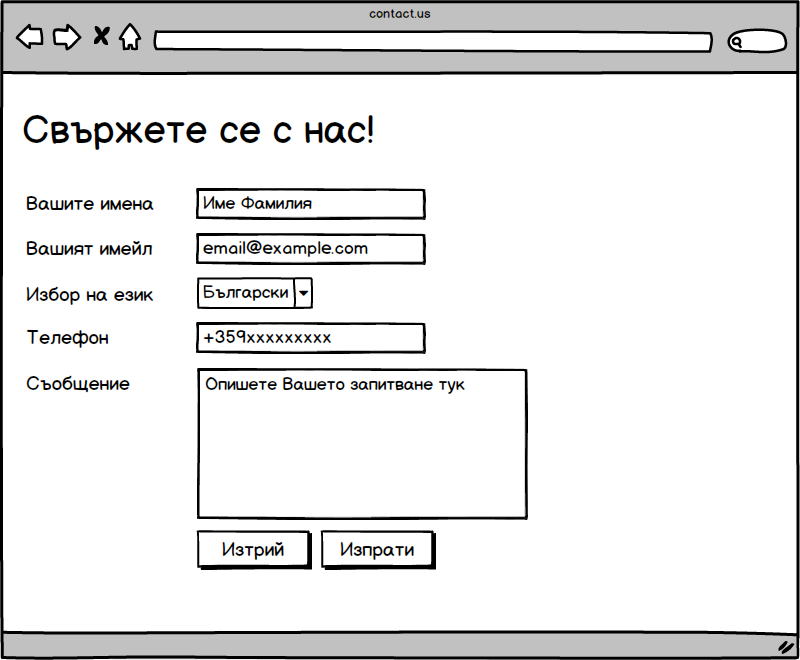 contact.us
Свържете се с нас!
Вашите имена
Име Фамилия
Вашият имейл
email@example.com
Избор на език
Български
Телефон
+359xxxxxxxxx
Съобщение
Опишете Вашето запитване тук
Изтрий
Изпрати